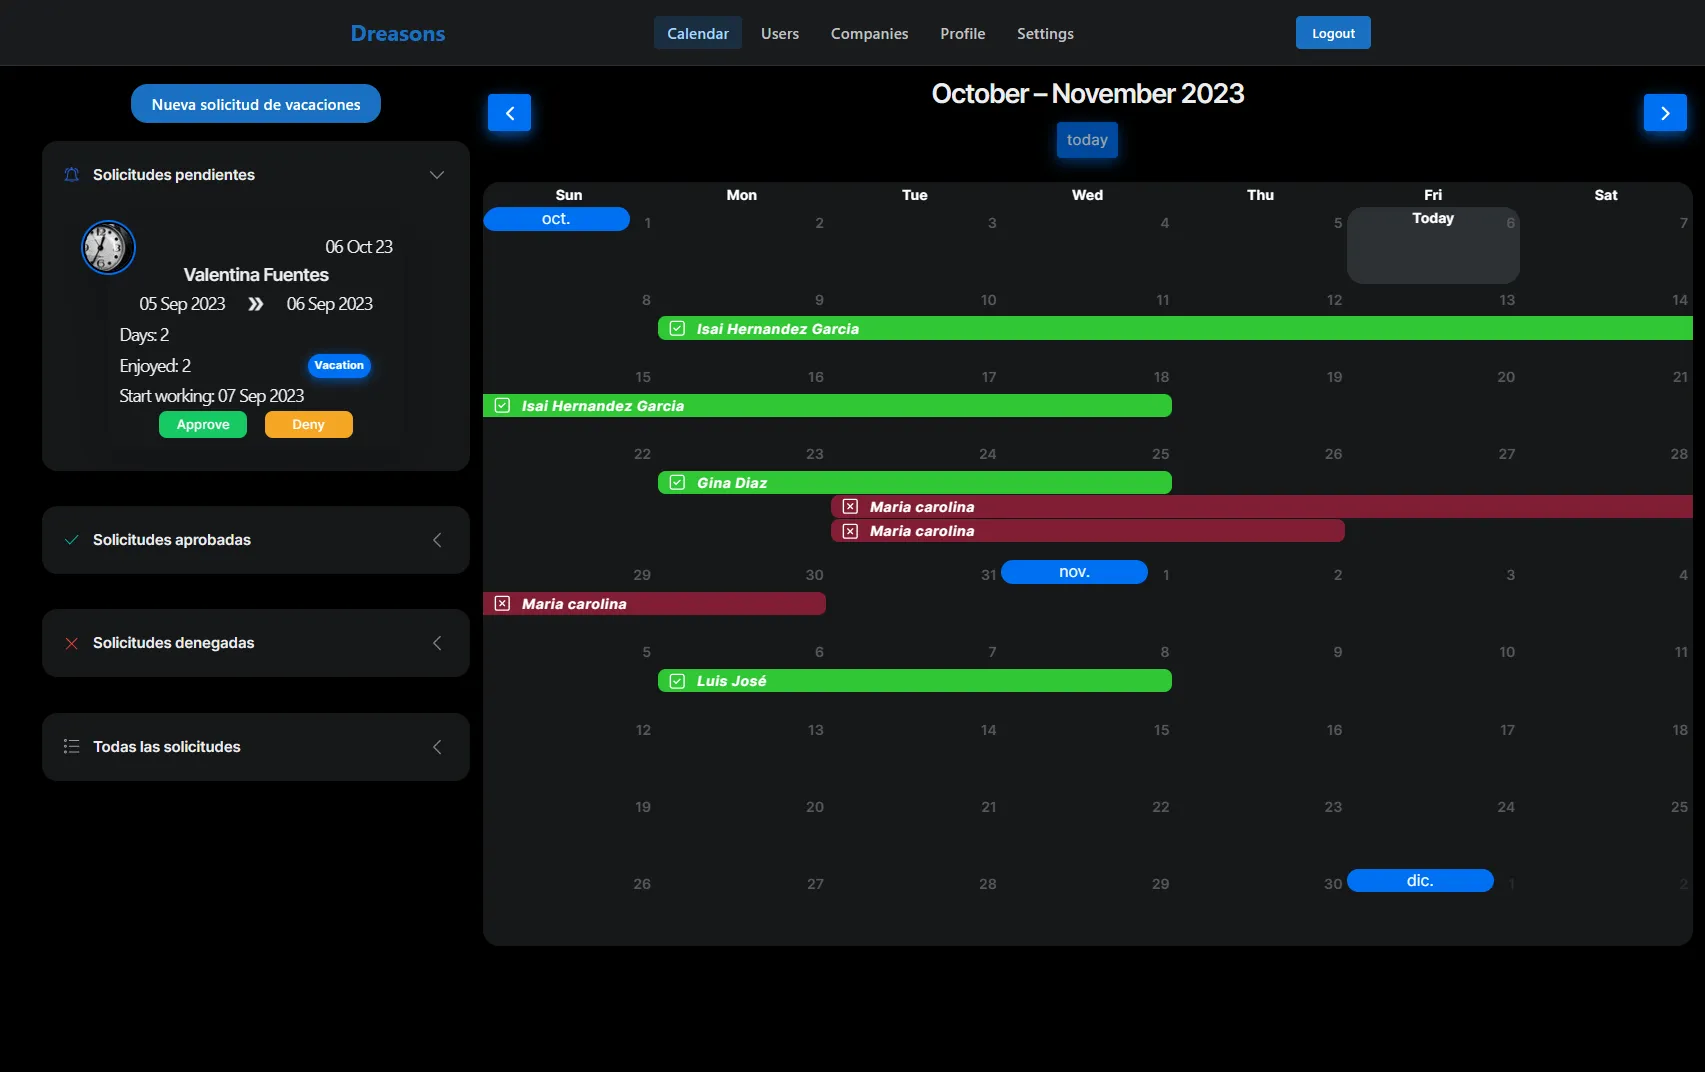 Dreasons
Calendar Users Companies Profile Settings
Logout
Nueva solicitud de vacaciones
Solicitudes pendientes
06 Oct 23
Valentina Fuentes
05 Sep 2023 06 Sep 2023
Days: 2
Enjoyed: 2 Vacation
Start working: 07 Sep 2023
Approve Deny
Solicitudes aprobadas
Solicitudes denegadas
Todas las solicitudes
October – November 2023
today
Sun Mon Tue Wed Thu Fri Sat
oct. 1 2 3 4 5 Today 6 7
8 9 10 11 12 13 14
Isai Hernandez Garcia
15 16 17 18 19 20 21
Isai Hernandez Garcia
22 23 24 25 26 27 28
Gina Diaz
Maria carolina
Maria carolina
29 30 31 nov. 1 2 3 4
Maria carolina
5 6 7 8 9 10 11
Luis José
12 13 14 15 16 17 18
19 20 21 22 23 24 25
26 27 28 29 30 dic. 1 2